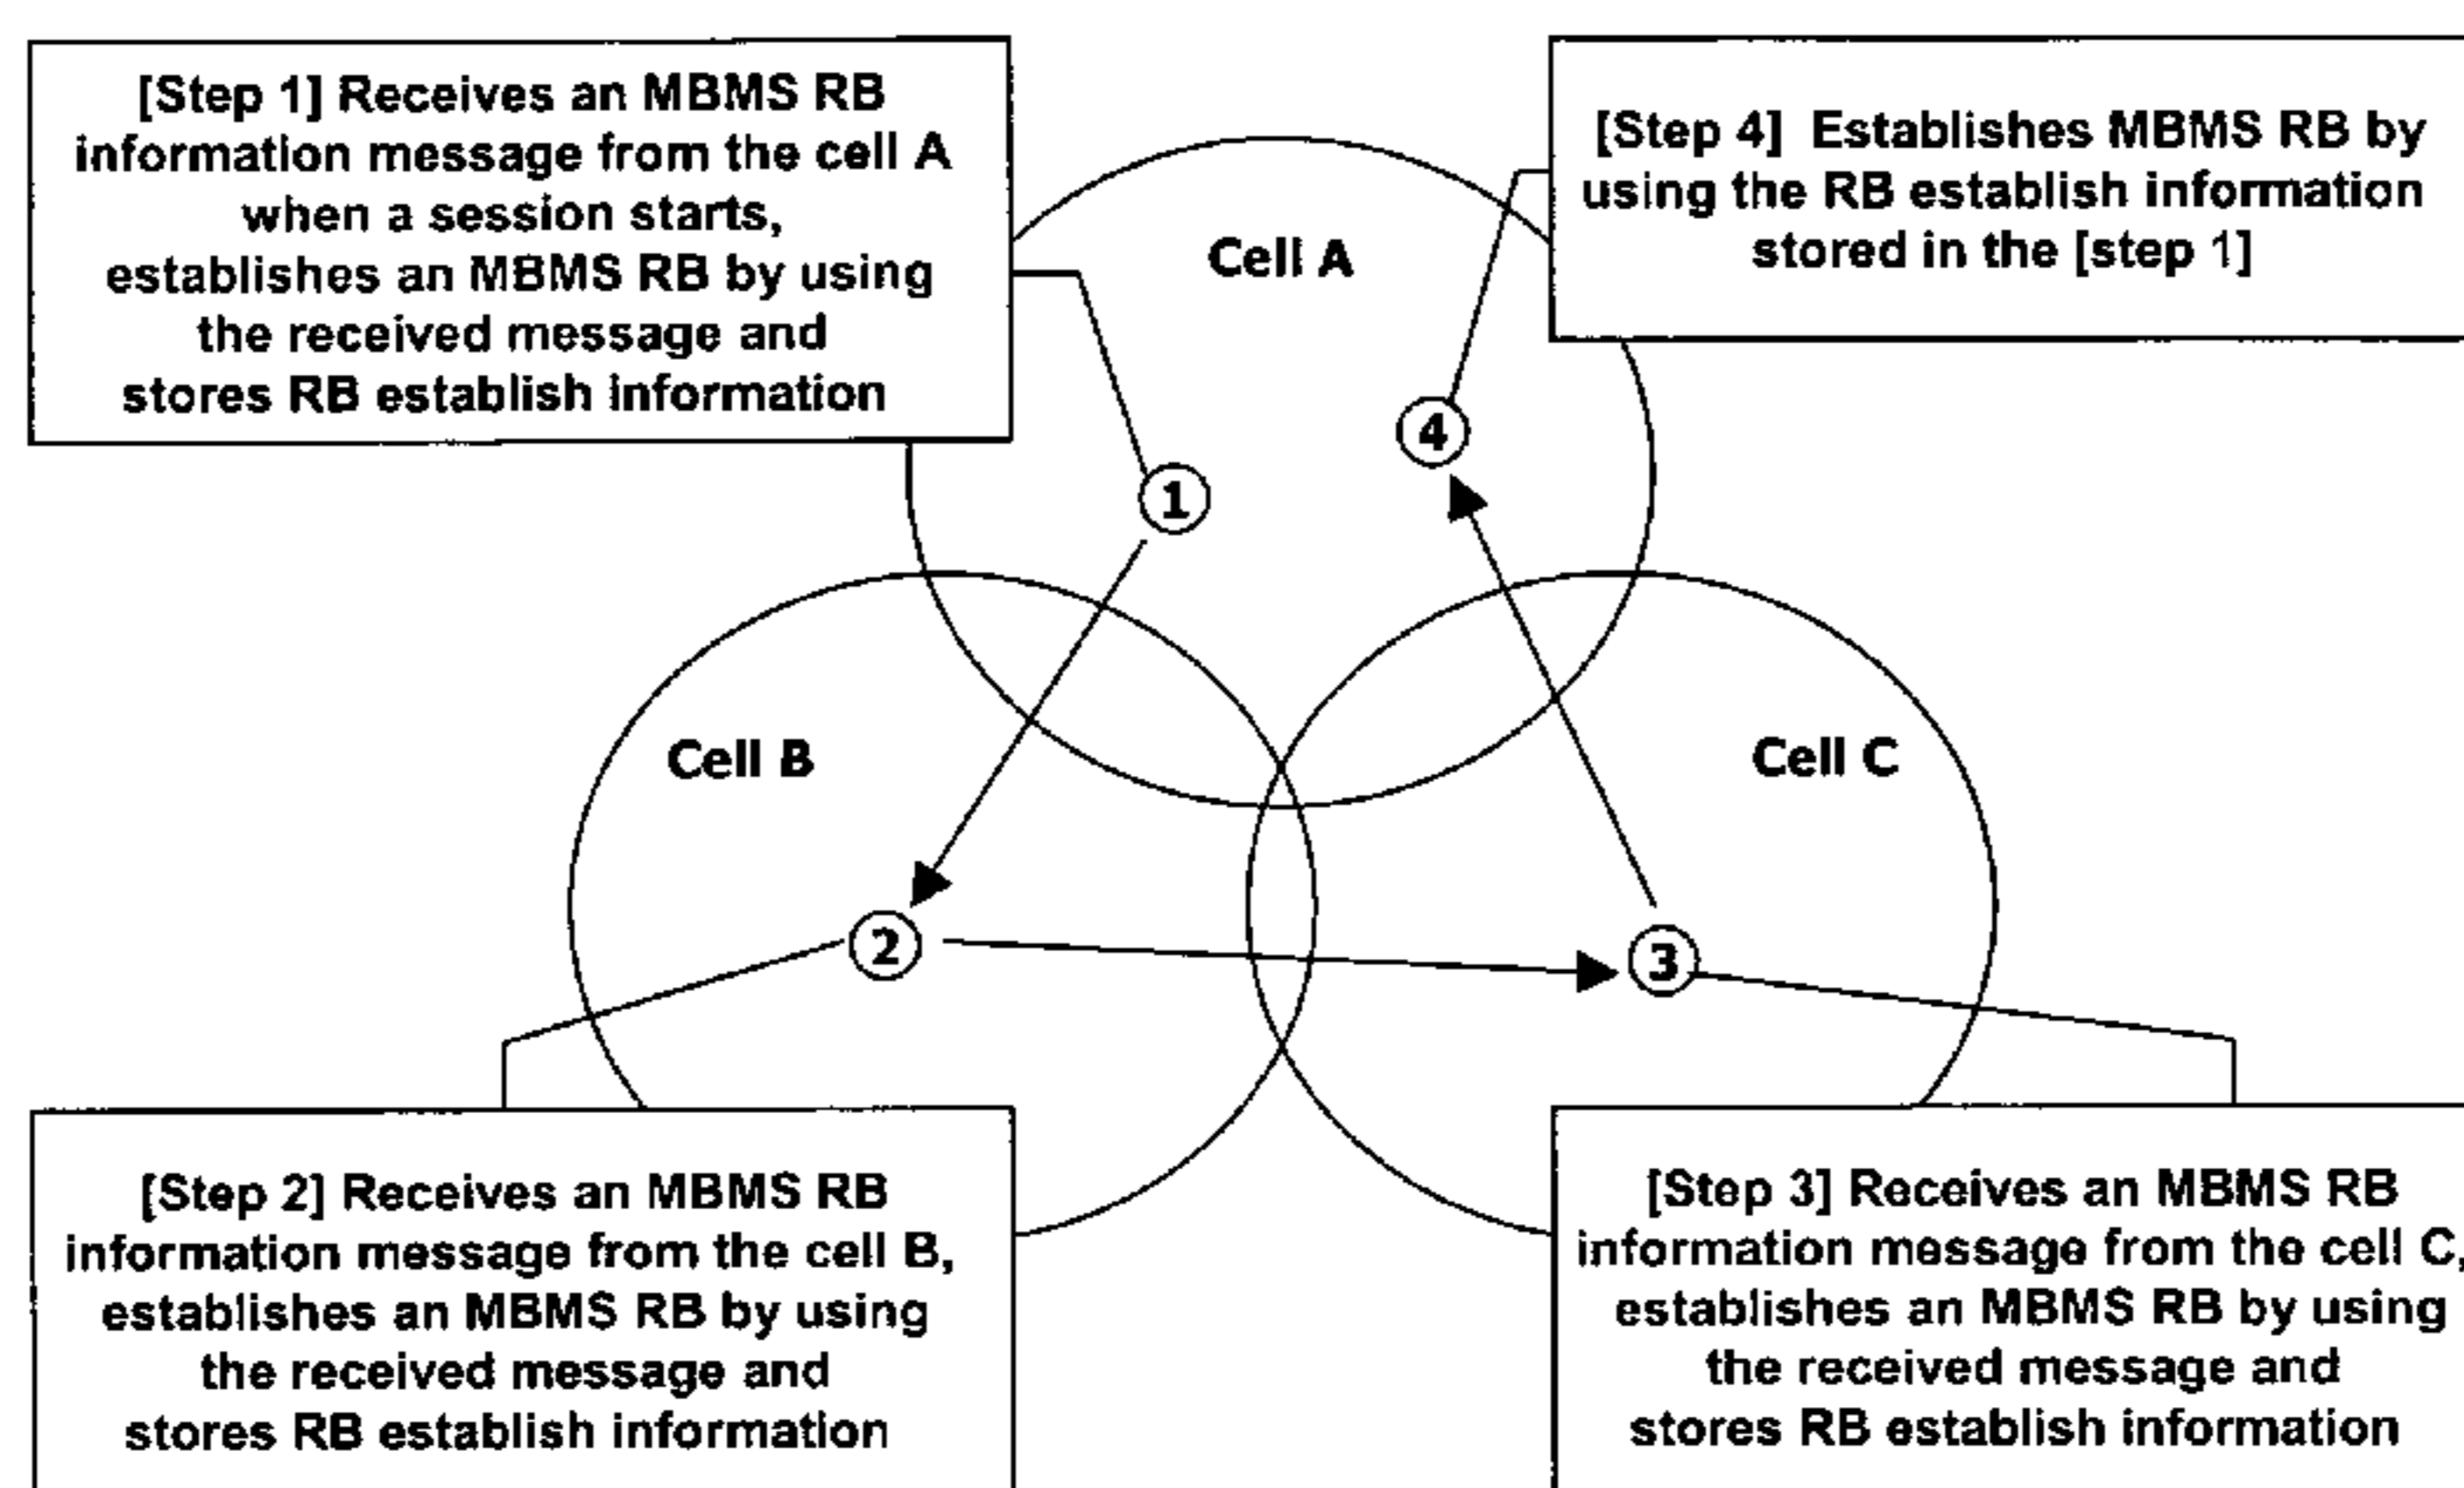 [Step 1] Receives an MBMS RB
information message from the cell A
when a session starts,
establishes an MBMS RB by using
the received message and
stores RB establish information
[Step 4] Establishes MBMS RB by
using the RB establish information
stored in the [step 1]
Cell A
4
1
Cell B
Cell C
2
3
[Step 2] Receives an MBMS RB
information message from the cell B,
establishes an MBMS RB by using
the received message and
stores RB establish information
[Step 3] Receives an MBMS RB
information message from the cell C,
establishes an MBMS RB by using
the received message and
stores RB establish information